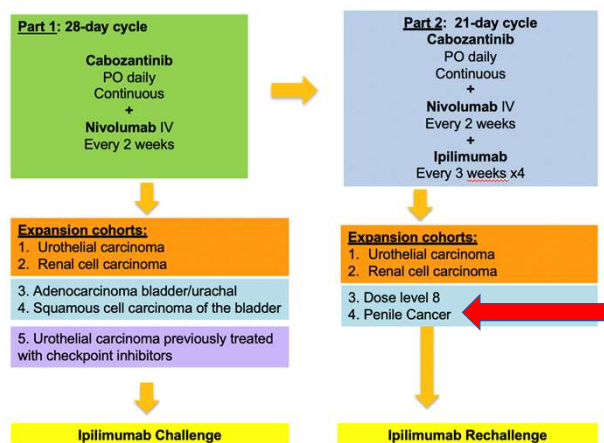 Part 1: 28-day cycle
Cabozantinib
PO daily
Continuous
+
Nivolumab IV
Every 2 weeks
Part 2: 21-day cycle
Cabozantinib
PO daily
Continuous
+
Nivolumab IV
Every 2 weeks
+
Ipilimumab
Every 3 weeks x4
Expansion cohorts:
1. Urothelial carcinoma
2. Renal cell carcinoma
3. Adenocarcinoma bladder/urachal
4. Squamous cell carcinoma of the bladder
5. Urothelial carcinoma previously treated
with checkpoint inhibitors
Ipilimumab Challenge
Expansion cohorts:
1. Urothelial carcinoma
2. Renal cell carcinoma
3. Dose level 8
4. Penile Cancer
Ipilimumab Rechallenge